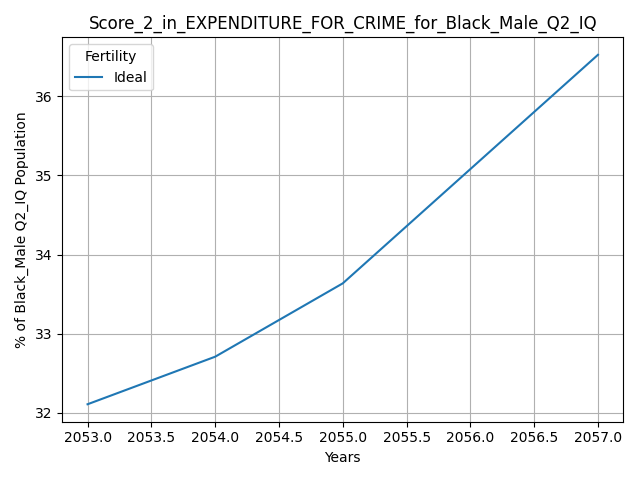 Score_2_in_EXPENDITURE_FOR_CRIME_for_Black_Male_Q2_IQ
Fertility
Ideal
% of Black_Male Q2_IQ Population
36
35
34
33
32
2053.0 2053.5 2054.0 2054.5 2055.0 2055.5 2056.0 2056.5 2057.0
Years